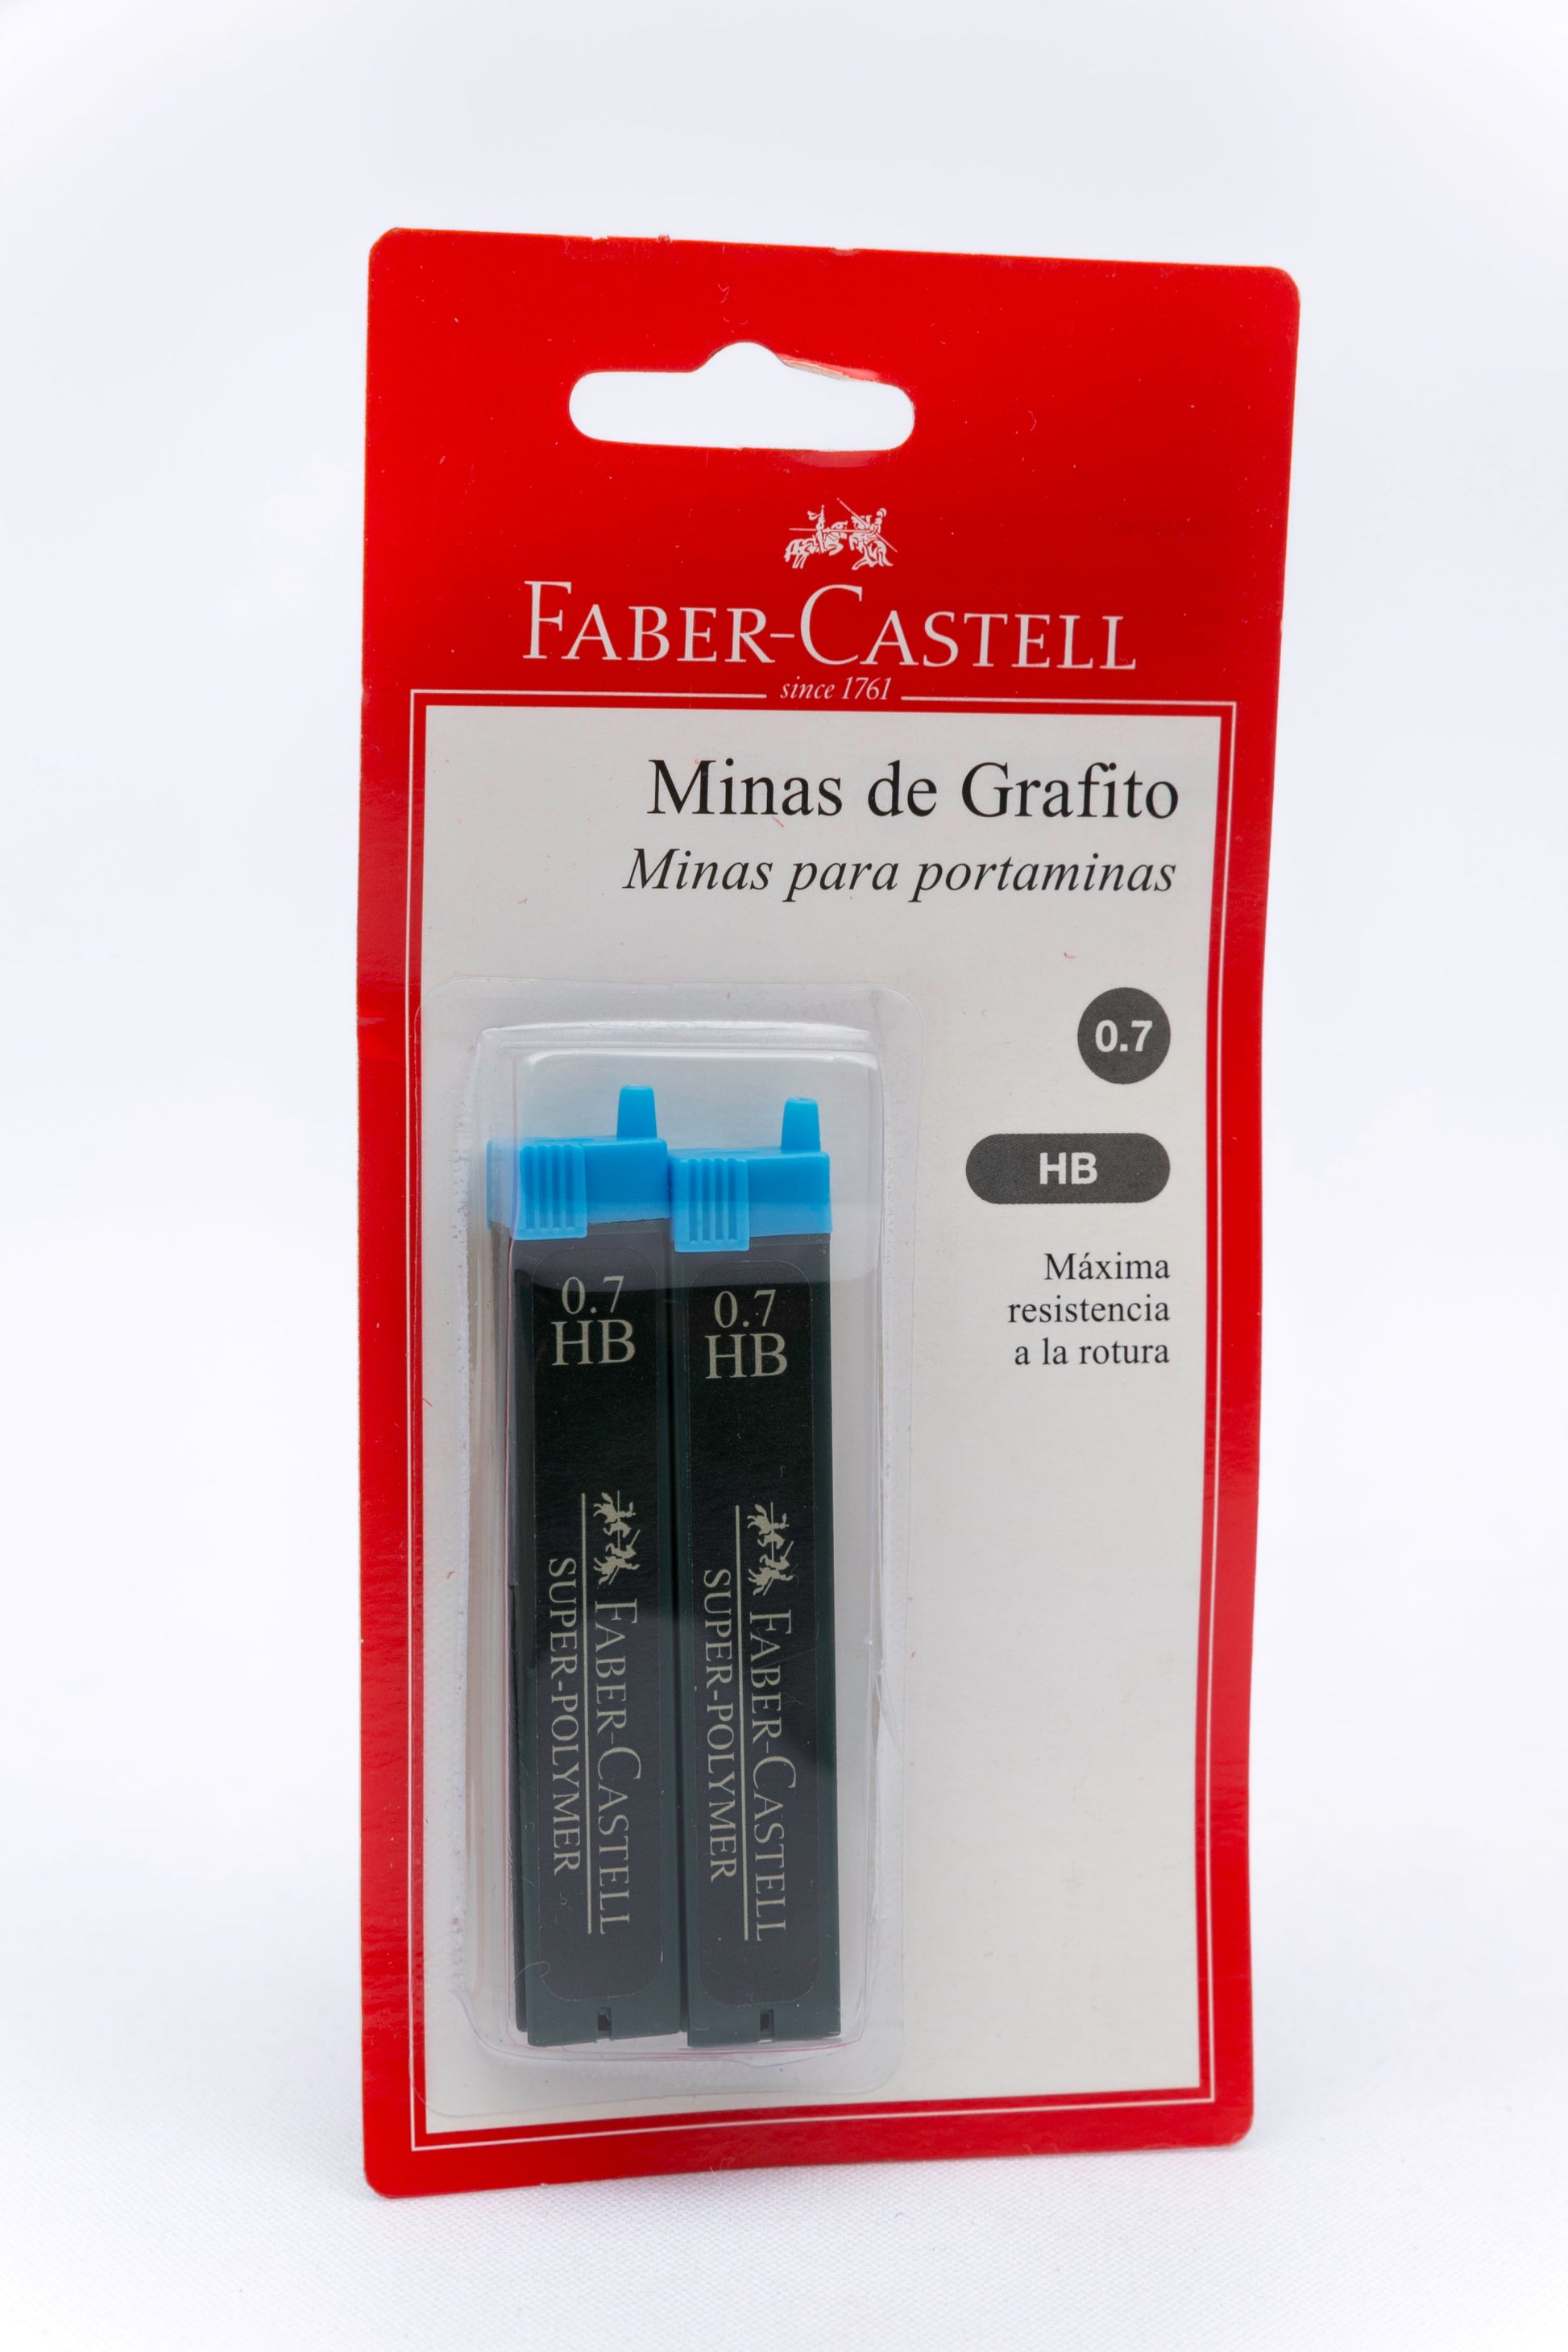 FABER-CASTELL
since 1761
Minas de Grafito
Minas para portaminas
0.7
HB
Máxima
resistencia
a la rotura
0.7
HB
FABER-CASTELL
SUPER-POLYMER
0.7
HB
FABER-CASTELL
SUPER-POLYMER